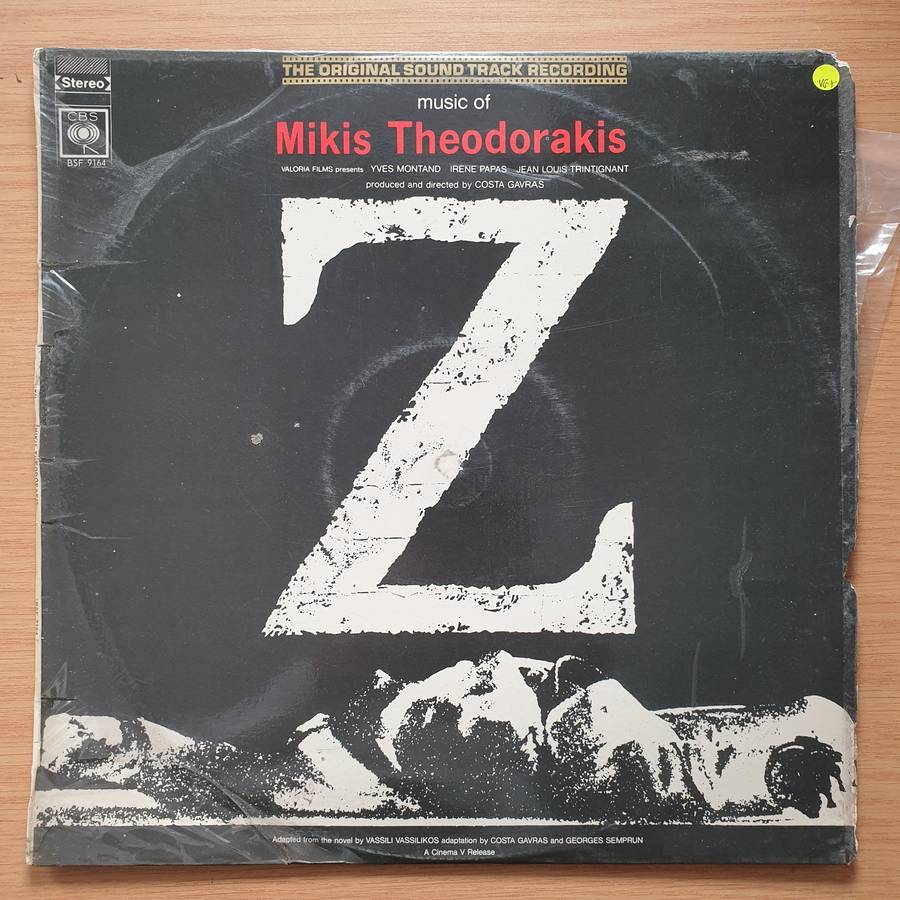 THE ORIGINAL SOUND TRACK RECORDING
Stereo
CBS
BSF 9164
VG+
music of
Mikis Theodorakis
VALORIA FILMS presents YVES MONTAND IRENE PAPAS JEAN LOUIS TRINTIGNANT
produced and directed by COSTA GAVRAS
Z
Adapted from the novel by VASSILI VASSILIKOS adaptation by COSTA GAVRAS and GEORGES SEMPRUN
A Cinema V Release